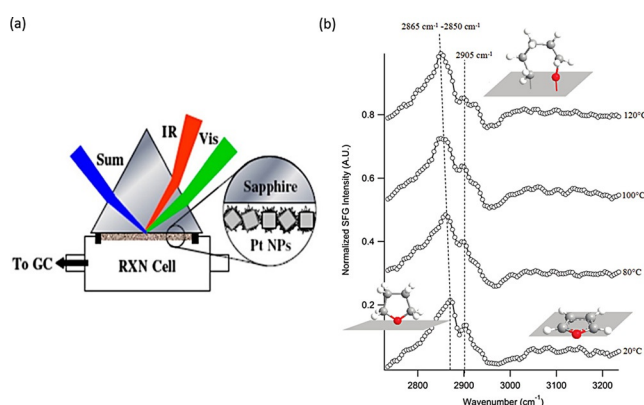 (a)
IR
Vis
Sum
Sapphire
Pt NPs
To GC
RXN Cell
(b)
2865 cm⁻¹ -2850 cm⁻¹
2905 cm⁻¹
Normalized SFG Intensity (A.U.)
0.8
0.6
0.4
0.2
120°C
100°C
80°C
20°C
2800
2900
3000
3100
3200
Wavenumber (cm⁻¹)